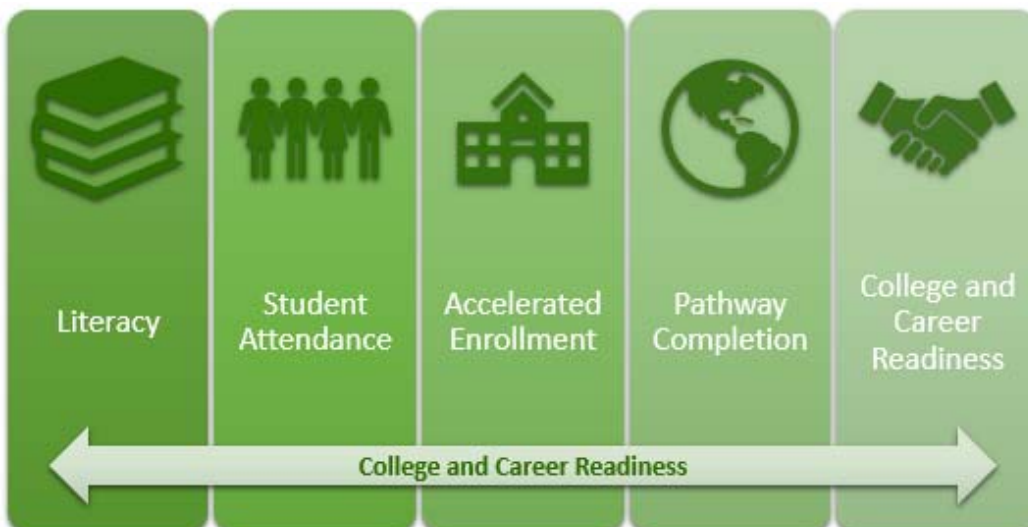 Literacy
Student
Attendance
Accelerated
Enrollment
Pathway
Completion
College and
Career
Readiness
College and Career Readiness